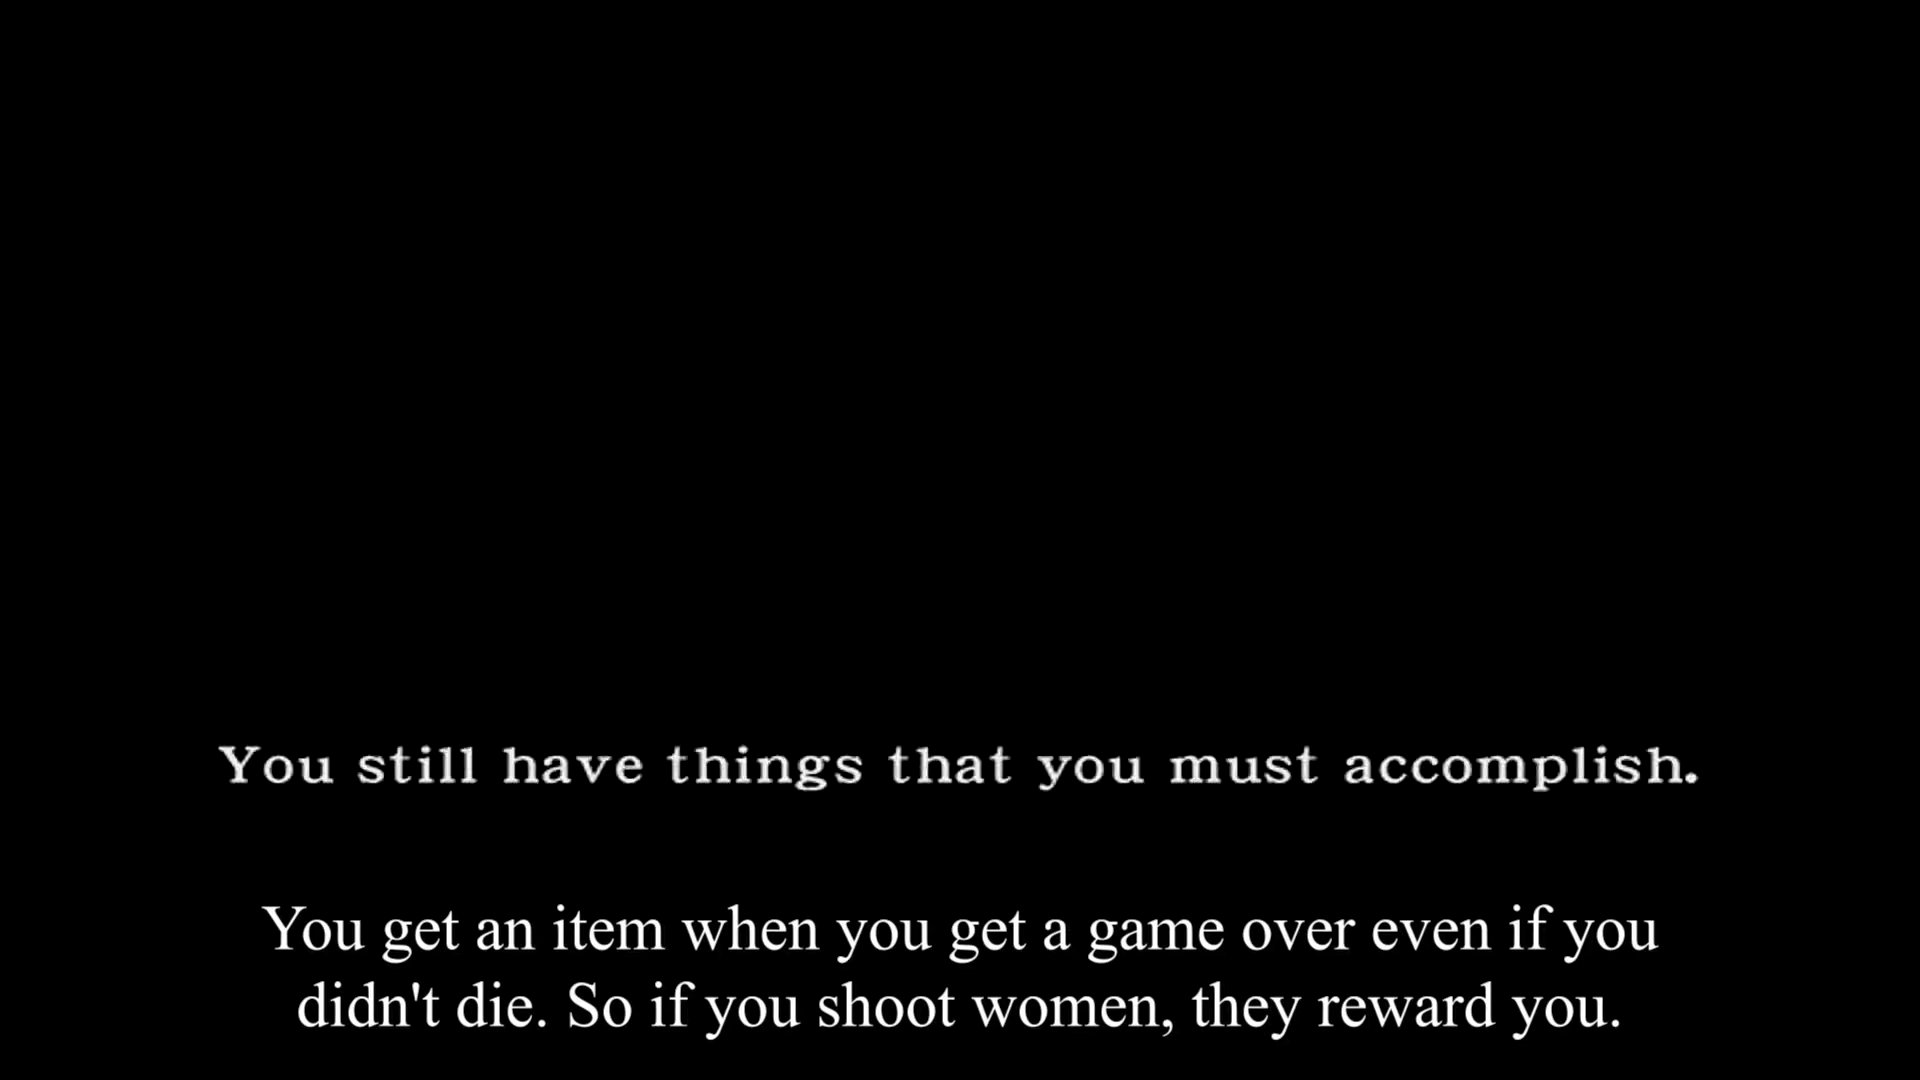 You still have things that you must accomplish.
You get an item when you get a game over even if you
didn't die. So if you shoot women, they reward you.